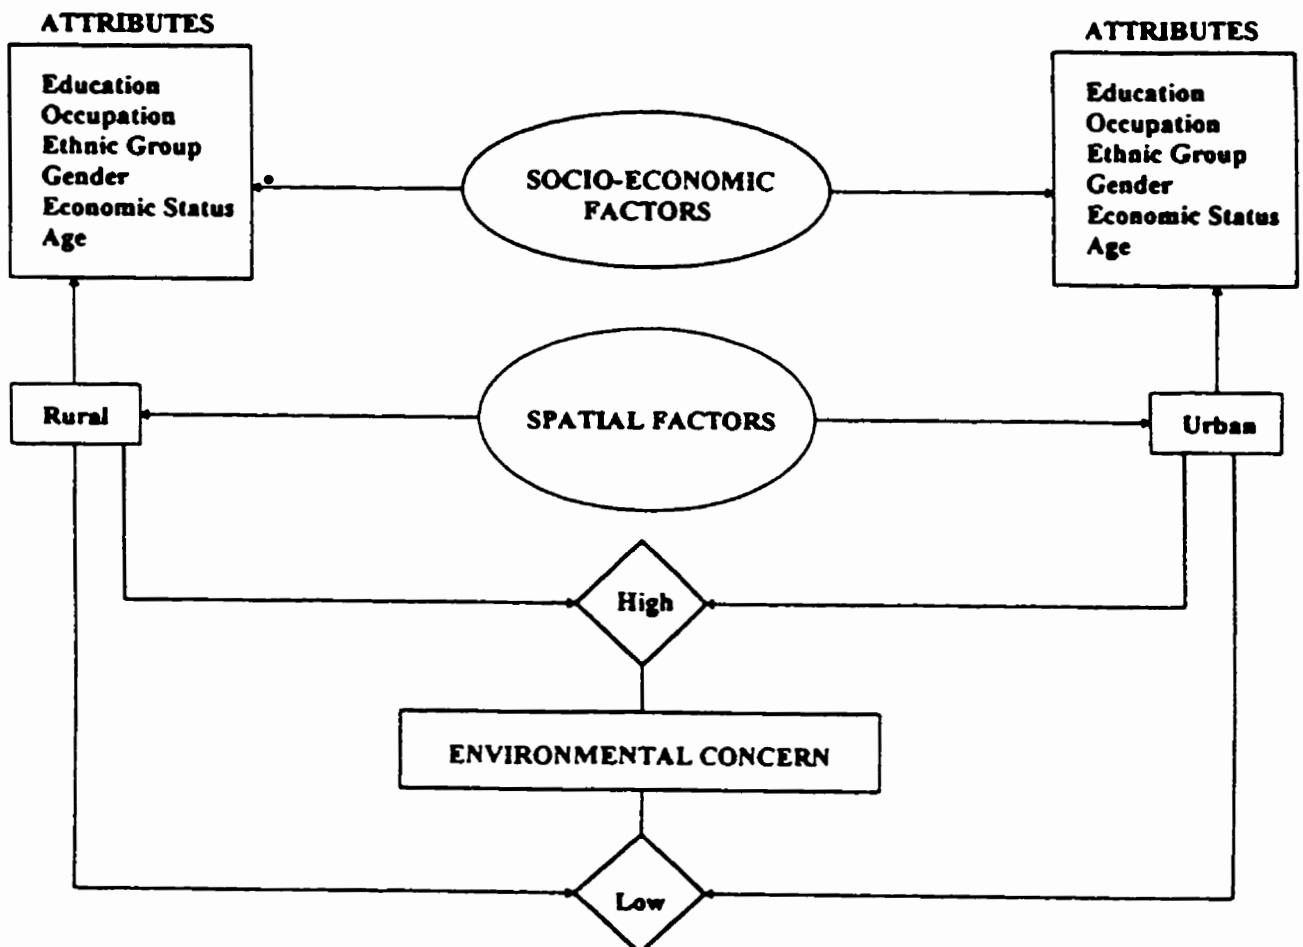 ATTRIBUTES
Education
Occupation
Ethnic Group
Gender
Economic Status
Age
SOCIO-ECONOMIC
FACTORS
ATTRIBUTES
Education
Occupation
Ethnic Group
Gender
Economic Status
Age
Rural
SPATIAL FACTORS
Urban
High
ENVIRONMENTAL CONCERN
Low